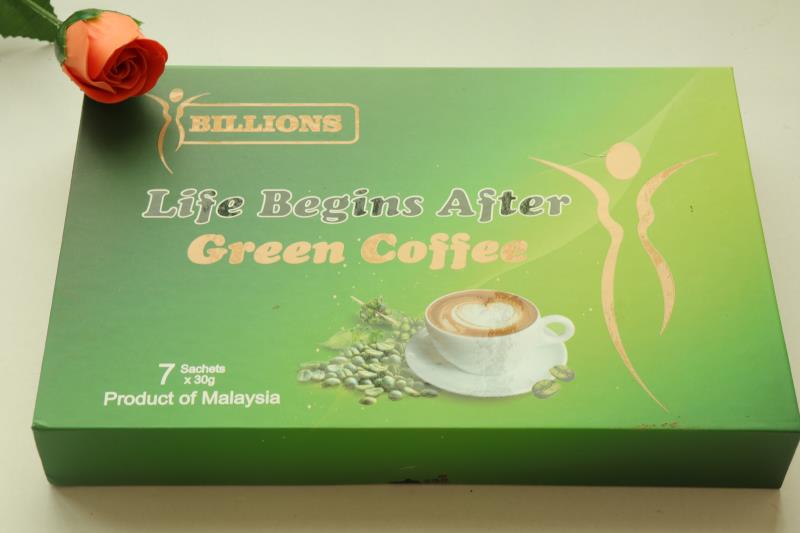 BILLIONS
Life Begins After
Green Coffee
7 Sachets
x 30g
Product of Malaysia